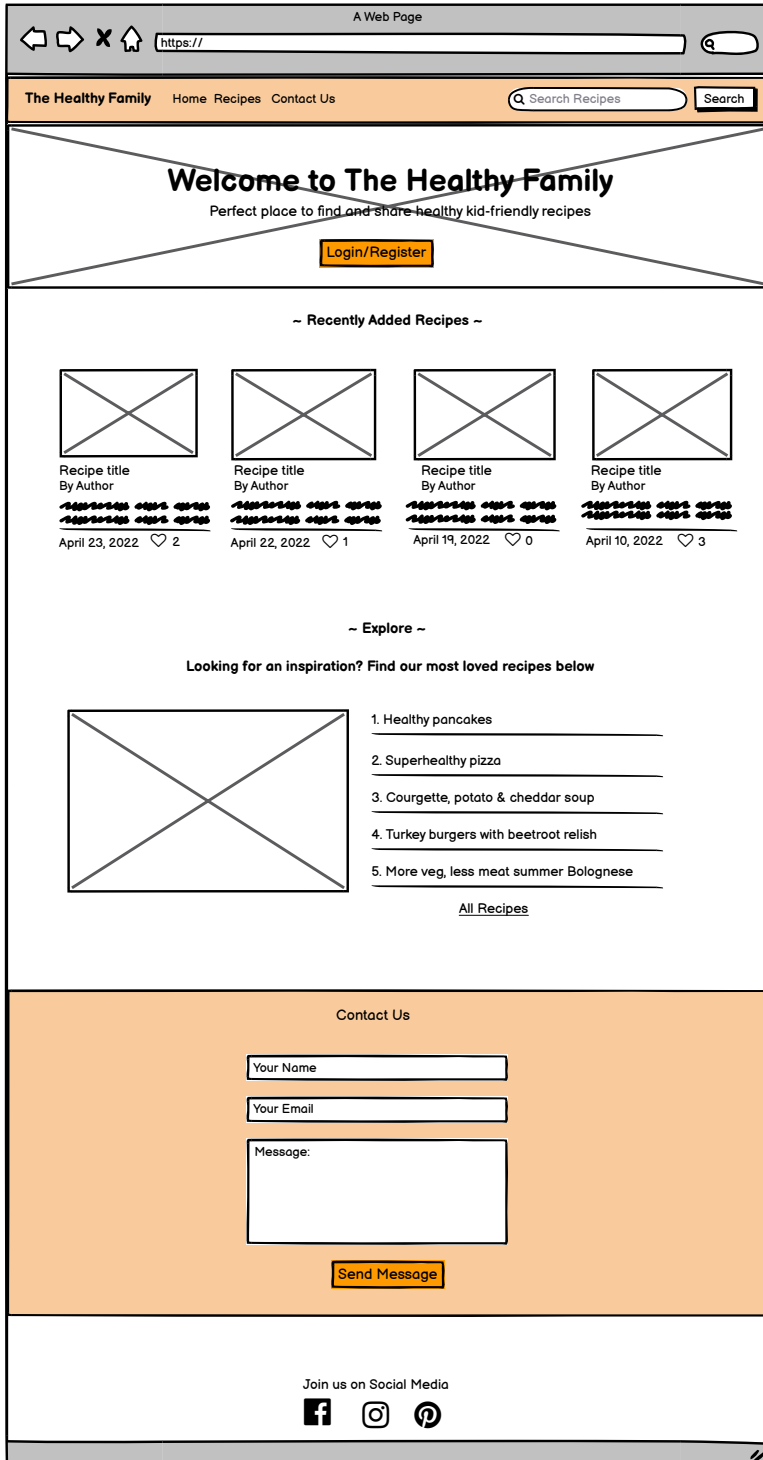 A Web Page
https://
The Healthy Family Home Recipes Contact Us Search Recipes Search
Welcome to The Healthy Family
Perfect place to find and share healthy kid-friendly recipes
Login/Register
~ Recently Added Recipes ~
Recipe title
By Author
April 23, 2022 2
Recipe title
By Author
April 22, 2022 1
Recipe title
By Author
April 19, 2022 0
Recipe title
By Author
April 10, 2022 3
~ Explore ~
Looking for an inspiration? Find our most loved recipes below
1. Healthy pancakes
2. Superhealthy pizza
3. Courgette, potato & cheddar soup
4. Turkey burgers with beetroot relish
5. More veg, less meat summer Bolognese
All Recipes
Contact Us
Your Name
Your Email
Message:
Send Message
Join us on Social Media